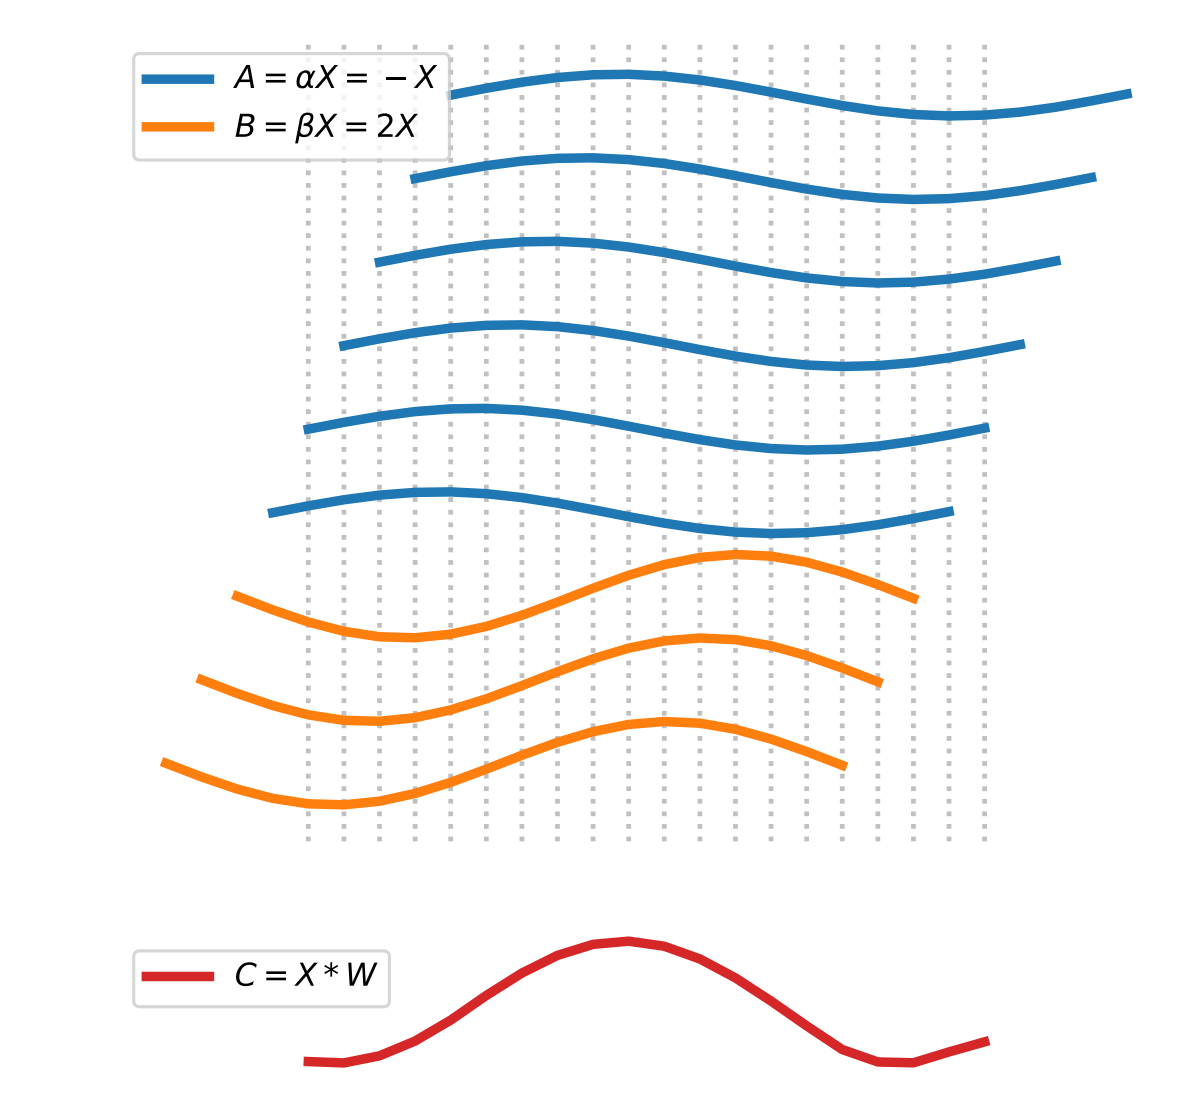 A = αX = −X
B = βX = 2X
C = X * W